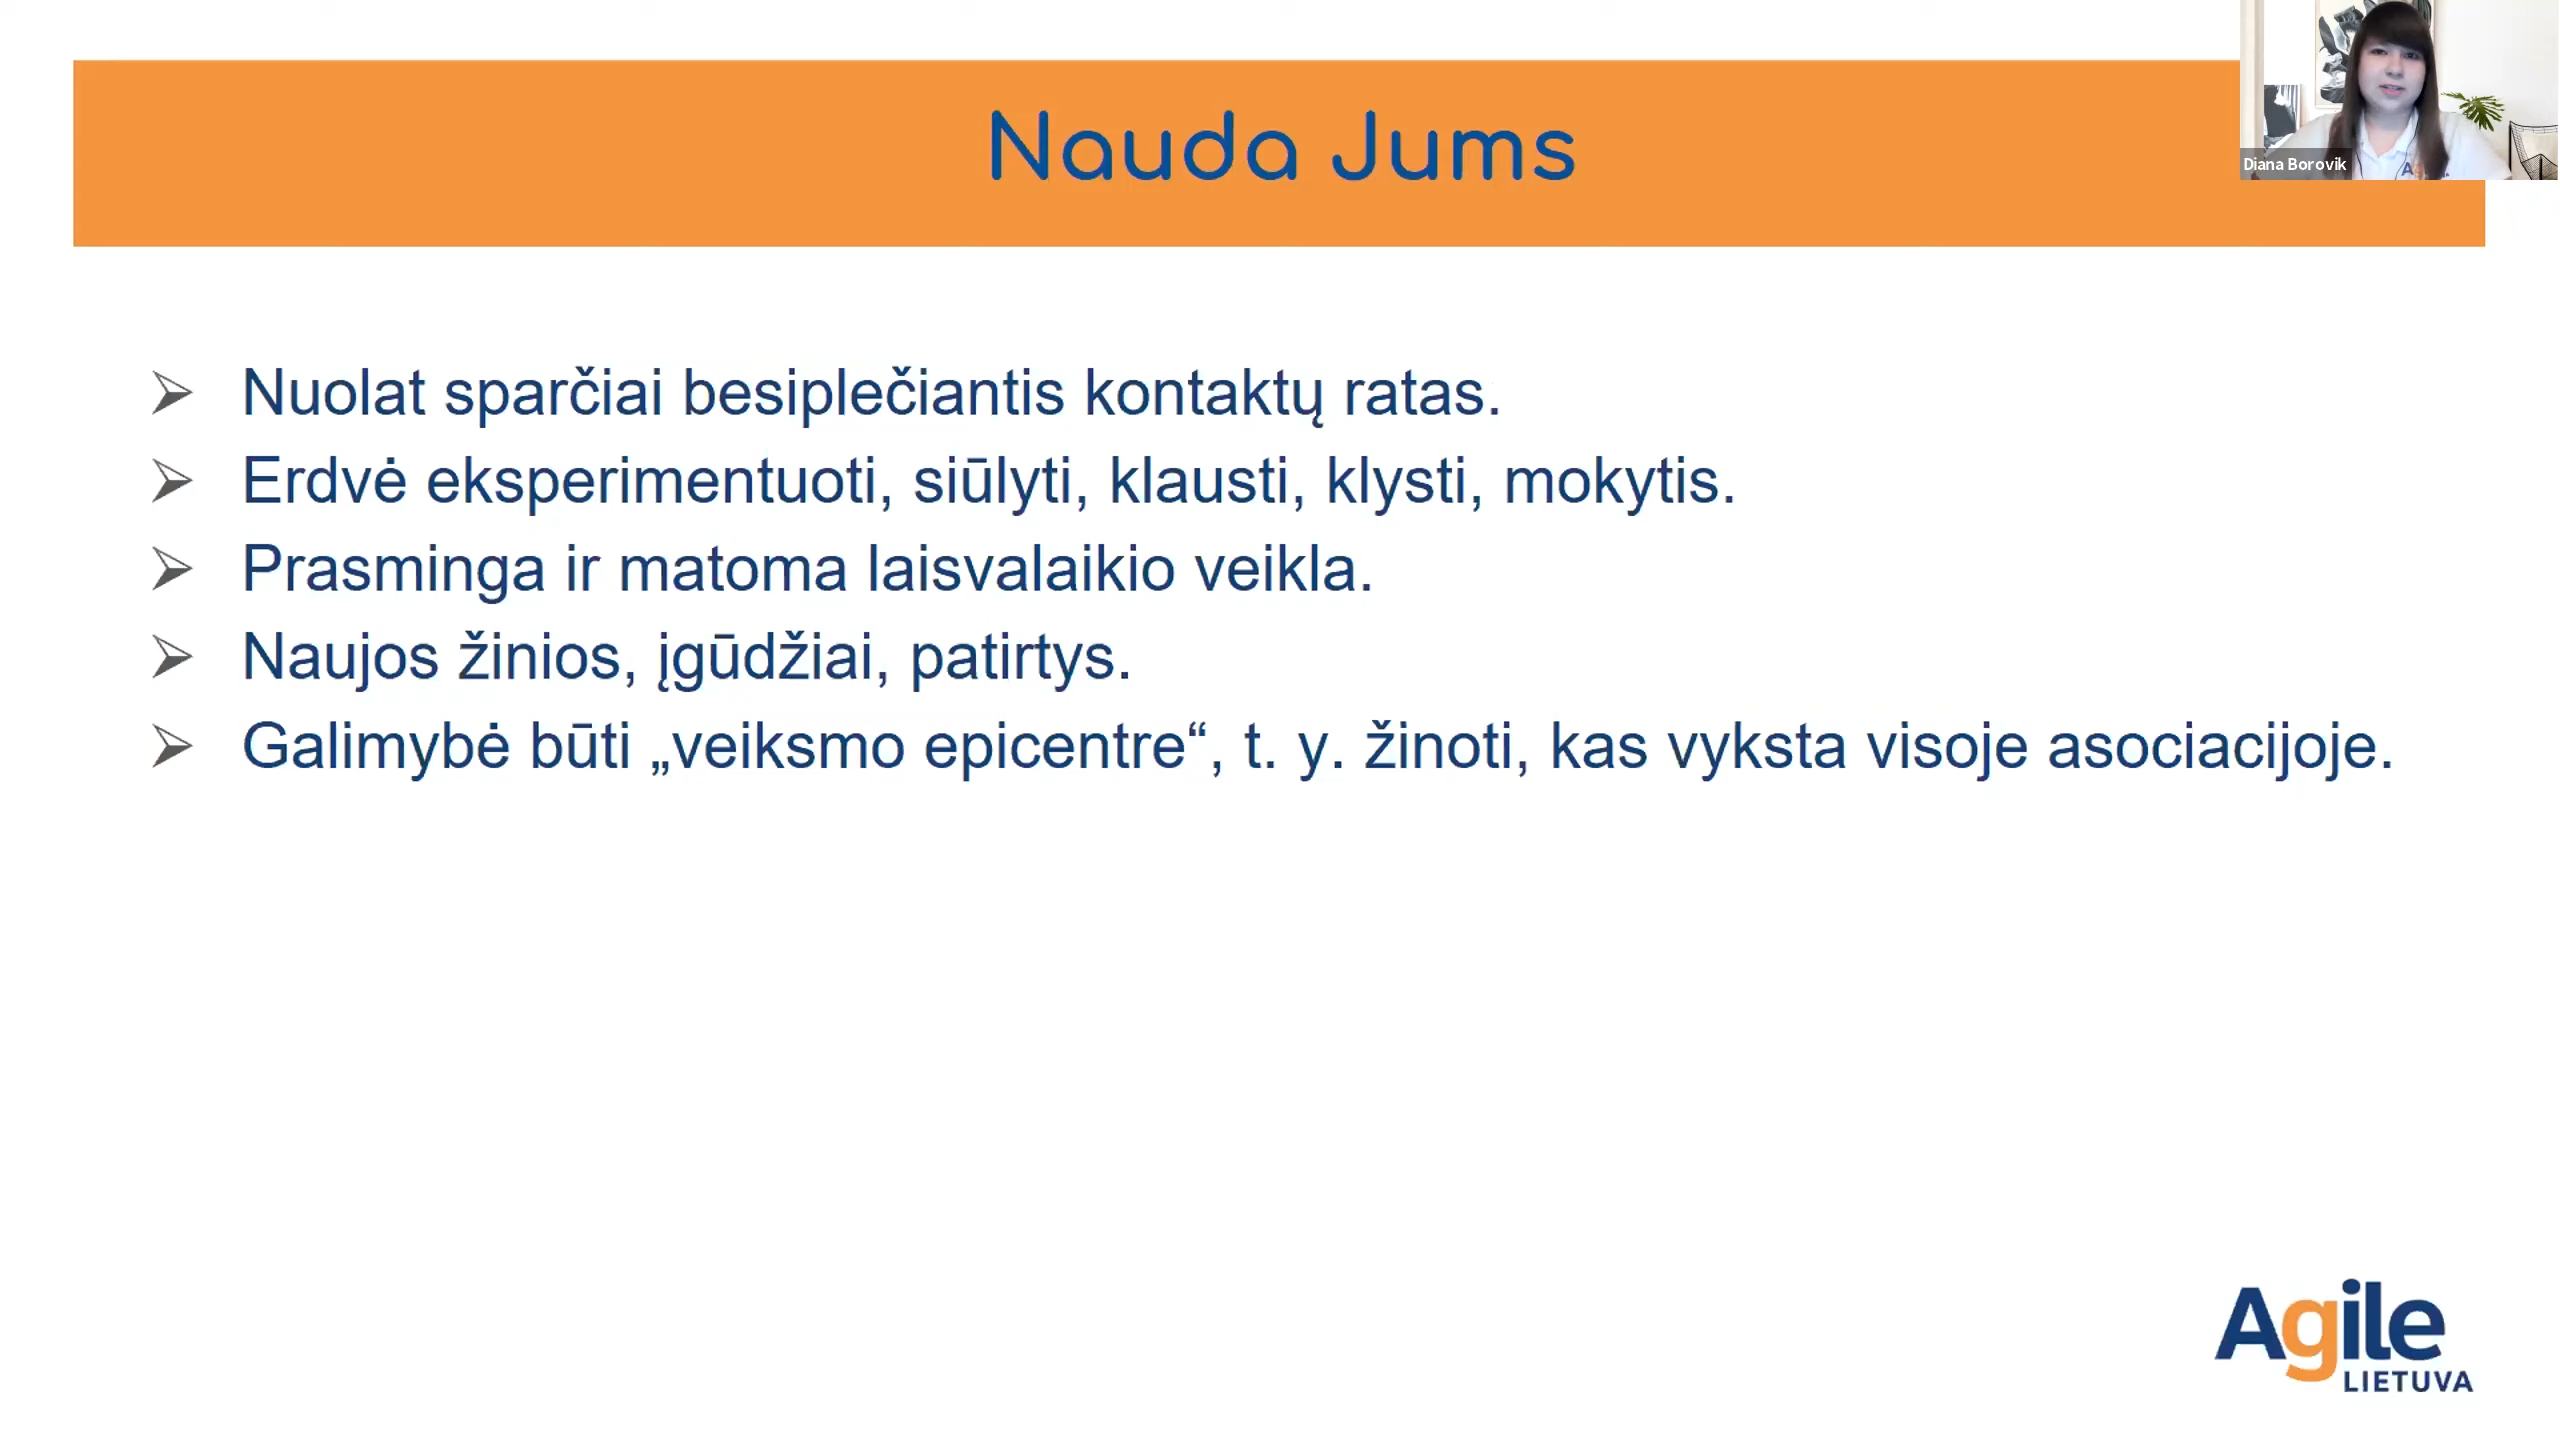 Nauda Jums
Diana Borovik
Nuolat sparčiai besiplečiantis kontaktų ratas.
Erdvė eksperimentuoti, siūlyti, klausti, klysti, mokytis.
Prasminga ir matoma laisvalaikio veikla.
Naujos žinios, įgūdžiai, patirtys.
Galimybė būti „veiksmo epicentre“, t. y. žinoti, kas vyksta visoje asociacijoje.
Agile
LIETUVA